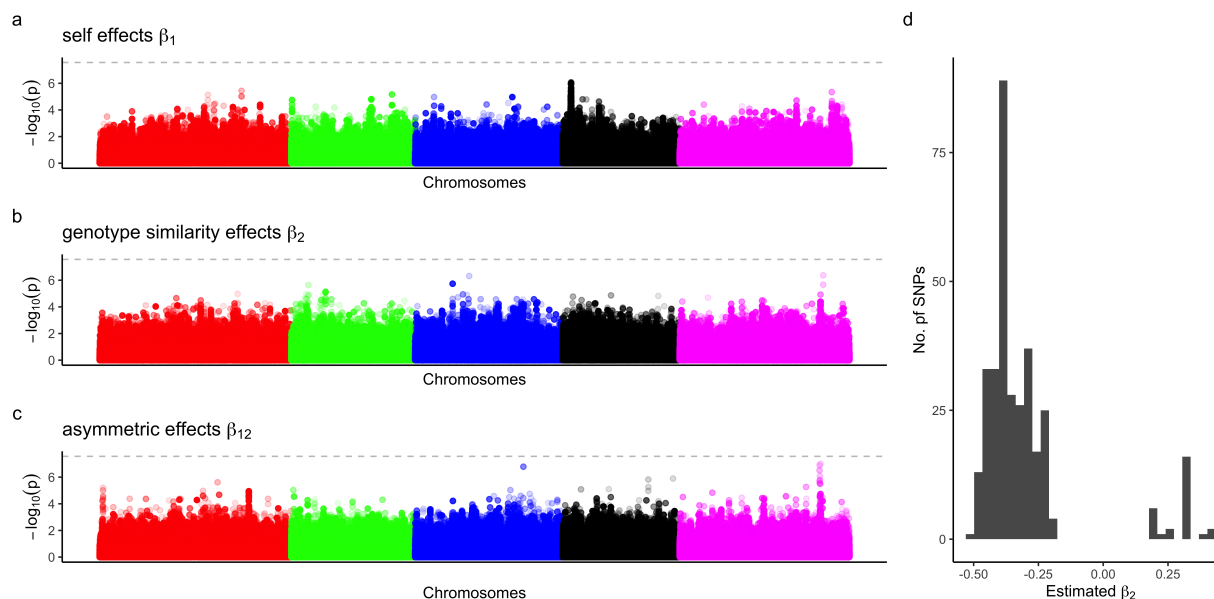 a
self effects β₁
−log₁₀(p)
6
4
2
0
Chromosomes
b
genotype similarity effects β₂
−log₁₀(p)
6
4
2
0
Chromosomes
c
asymmetric effects β₁₂
−log₁₀(p)
6
4
2
0
Chromosomes
d
No. pf SNPs
75
50
25
0
-0.50 -0.25 0.00 0.25
Estimated β₂